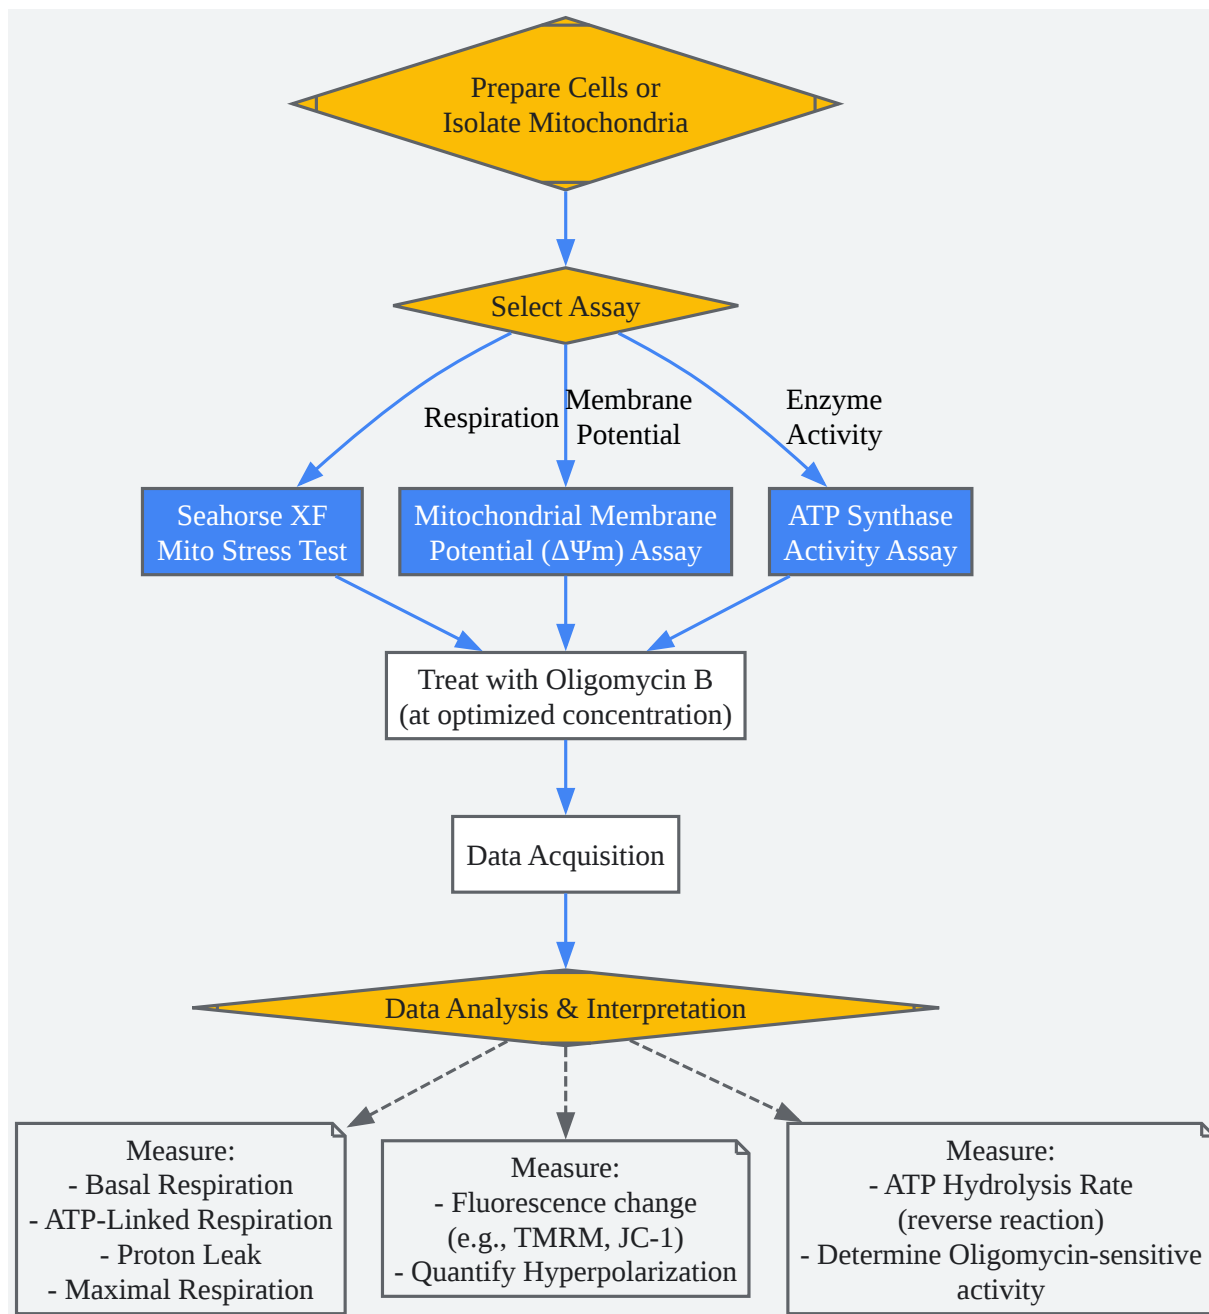 Prepare Cells or
Isolate Mitochondria
Select Assay
Respiration
Membrane
Potential
Enzyme
Activity
Seahorse XF
Mito Stress Test
Mitochondrial Membrane
Potential (ΔΨm) Assay
ATP Synthase
Activity Assay
Treat with Oligomycin B
(at optimized concentration)
Data Acquisition
Data Analysis & Interpretation
Measure:
- Basal Respiration
- ATP-Linked Respiration
- Proton Leak
- Maximal Respiration
Measure:
- Fluorescence change
(e.g., TMRM, JC-1)
- Quantify Hyperpolarization
Measure:
- ATP Hydrolysis Rate
(reverse reaction)
- Determine Oligomycin-sensitive
activity